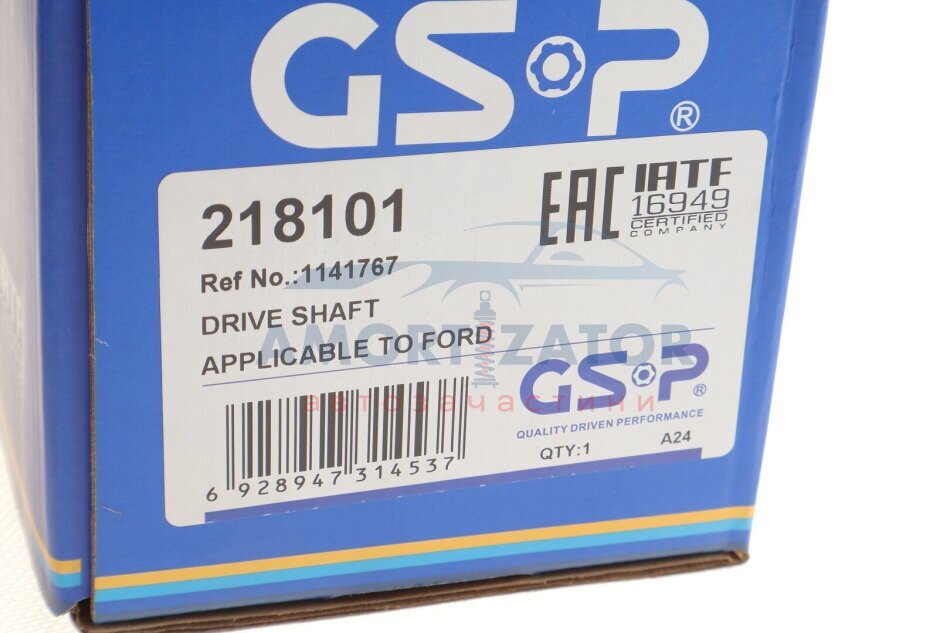 GSP®
218101
EAC
IATF
16949
CERTIFIED
COMPANY
Ref No.:1141767
DRIVE SHAFT
APPLICABLE TO FORD
AMORTIZATOR
автозачастини
GSP®
QUALITY DRIVEN PERFORMANCE
QTY:1
A24
6 928947 314537